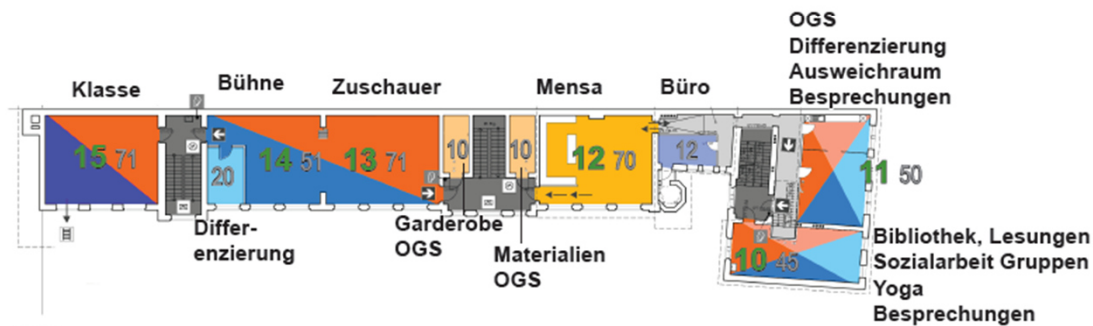 OGS
Differenzierung
Ausweichraum
Besprechungen
Klasse
Bühne
Zuschauer
Mensa
Büro
15 71
14 51
13 71
10
10
12 70
12
11 50
20
Differ-
enzierung
Garderobe
OGS
Materialien
OGS
10 45
Bibliothek, Lesungen
Sozialarbeit Gruppen
Yoga
Besprechungen